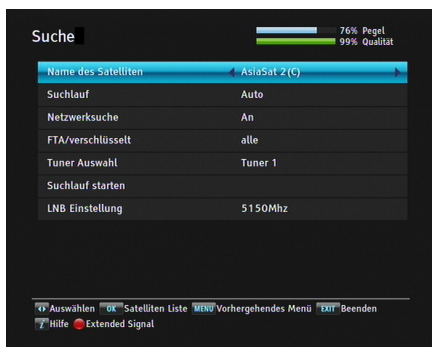 Suche
76% Pegel
99% Qualität
Name des Satelliten AsiaSat 2(C)
Suchlauf Auto
Netzwerksuche An
FTA/verschlüsselt alle
Tuner Auswahl Tuner 1
Suchlauf starten
LNB Einstellung 5150Mhz
Auswählen OK Satelliten Liste MENU Vorhergehendes Menü EXIT Beenden
i Hilfe Extended Signal